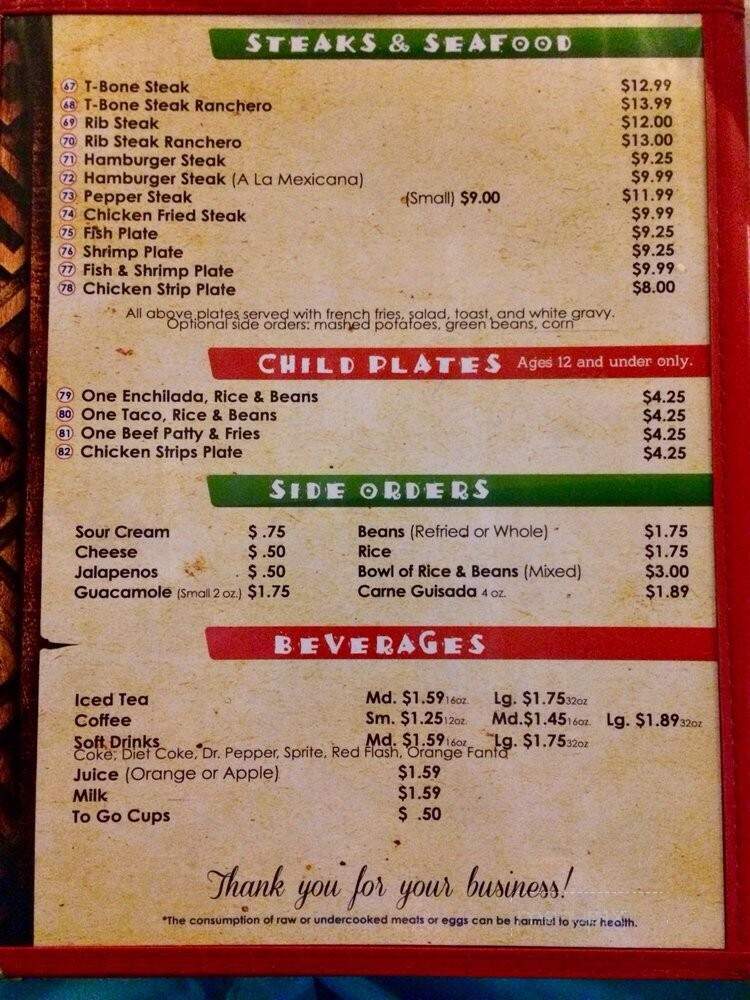 STEAKS & SEAFOOD
67 T-Bone Steak $12.99
68 T-Bone Steak Ranchero $13.99
69 Rib Steak $12.00
70 Rib Steak Ranchero $13.00
71 Hamburger Steak $9.25
72 Hamburger Steak (A La Mexicana) $9.99
73 Pepper Steak (Small) $9.00 $11.99
74 Chicken Fried Steak $9.99
75 Fish Plate $9.25
76 Shrimp Plate $9.25
77 Fish & Shrimp Plate $9.99
78 Chicken Strip Plate $8.00
All above plates served with french fries, salad, toast, and white gravy.
Optional side orders: mashed potatoes, green beans, corn
CHILD PLATES Ages 12 and under only.
79 One Enchilada, Rice & Beans $4.25
80 One Taco, Rice & Beans $4.25
81 One Beef Patty & Fries $4.25
82 Chicken Strips Plate $4.25
SIDE ORDERS
Sour Cream $ .75 Beans (Refried or Whole) $1.75
Cheese $ .50 Rice $1.75
Jalapenos $ .50 Bowl of Rice & Beans (Mixed) $3.00
Guacamole (Small 2 oz.) $1.75 Carne Guisada 4 oz. $1.89
BEVERAGES
Iced Tea Md. $1.59 16oz. Lg. $1.75 32oz
Coffee Sm. $1.25 12oz. Md.$1.45 16oz. Lg. $1.89 32oz
Soft Drinks Md. $1.59 16oz Lg. $1.75 32oz
Coke, Diet Coke, Dr. Pepper, Sprite, Red Flash, Orange Fanta
Juice (Orange or Apple) $1.59
Milk $1.59
To Go Cups $ .50
Thank you for your business!
*The consumption of raw or undercooked meats or eggs can be harmful to your health.